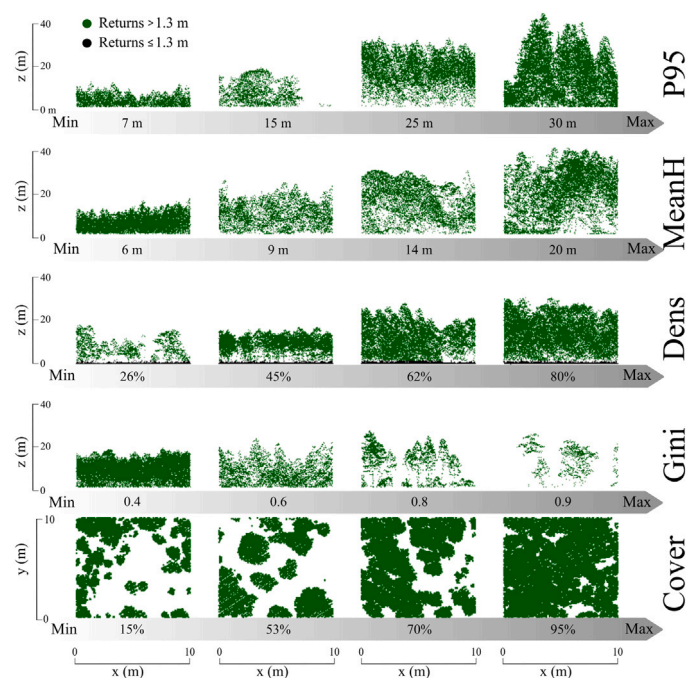 40
20
0 m
z (m)
Returns > 1.3 m
Returns ≤ 1.3 m
P95
Min 7 m 15 m 25 m 30 m Max
40
20
0
z (m)
MeanH
Min 6 m 9 m 14 m 20 m Max
40
20
0
z (m)
Dens
Min 26% 45% 62% 80% Max
40
20
0
z (m)
Gini
Min 0.4 0.6 0.8 0.9 Max
10
0
y (m)
Cover
Min 15% 53% 70% 95% Max
0 10 0 10 0 10 0 10
x (m) x (m) x (m) x (m)